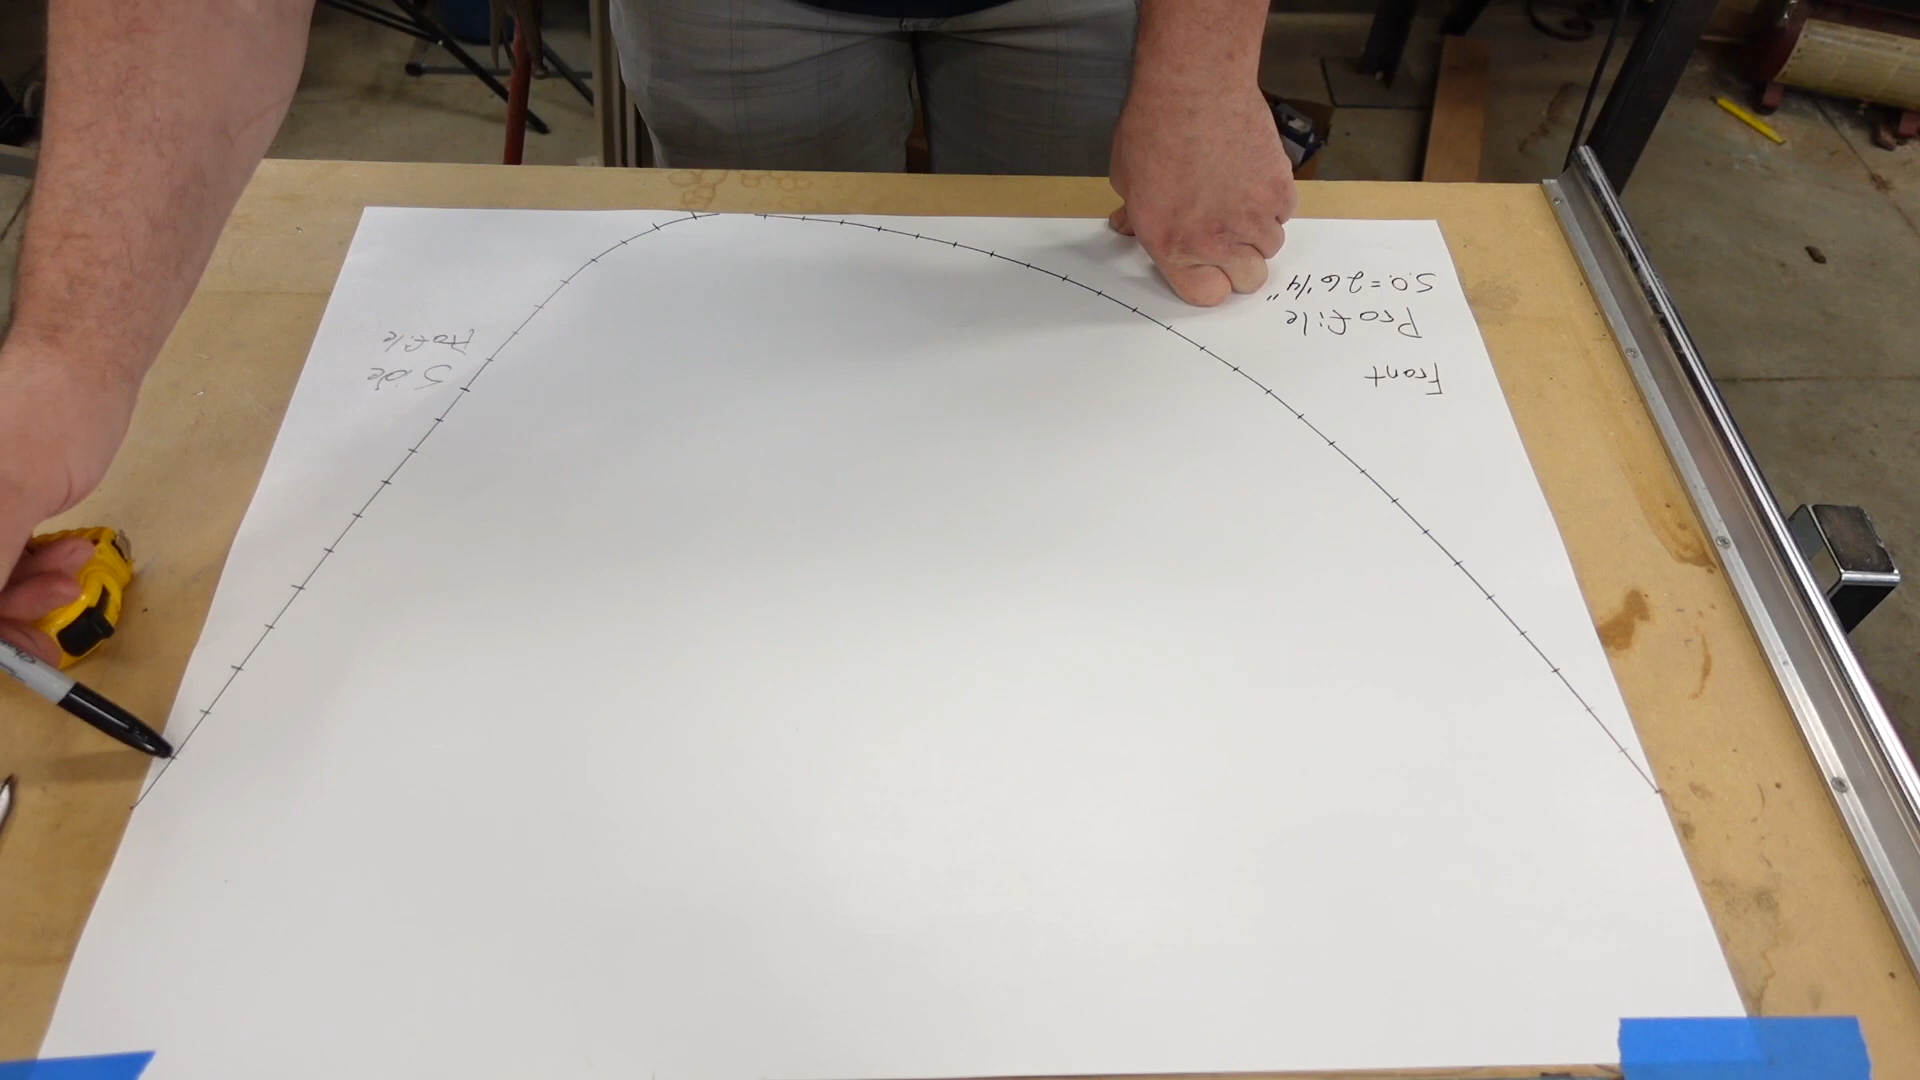 Front
Profile
S.O. = 26 1/4"
Side
Profile